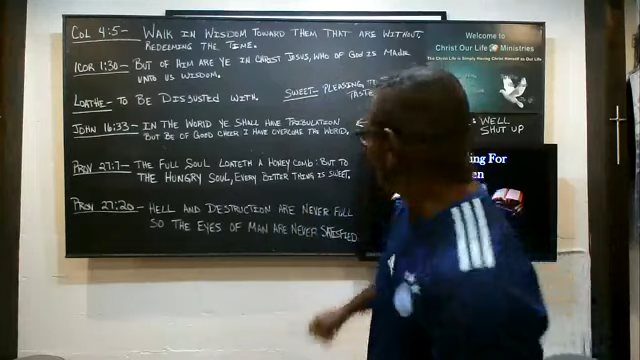 Col 4:5 - Walk in Wisdom Toward Them That are Without,
Redeeming the Time.
1Cor 1:30 - But of Him are ye in Christ Jesus, who of God is Made
unto us Wisdom.
Loathe - To Be Disgusted With.
Sweet - Pleasing to
Taste
John 16:33 - In the World ye shall have Tribulation
But be of Good Cheer: I have overcome the World.
Prov 27:7 - The Full Soul Loateth a Honey Comb: But to
The Hungry Soul, Every Bitter Thing is Sweet.
Prov 27:20 - Hell and Destruction are never Full
So the Eyes of Man are Never Satisfied
Welcome to
Christ Our Life Ministries
The Christ Life is Simply Having Christ Himself as Our Life
: Well
Shut Up
ing For
en